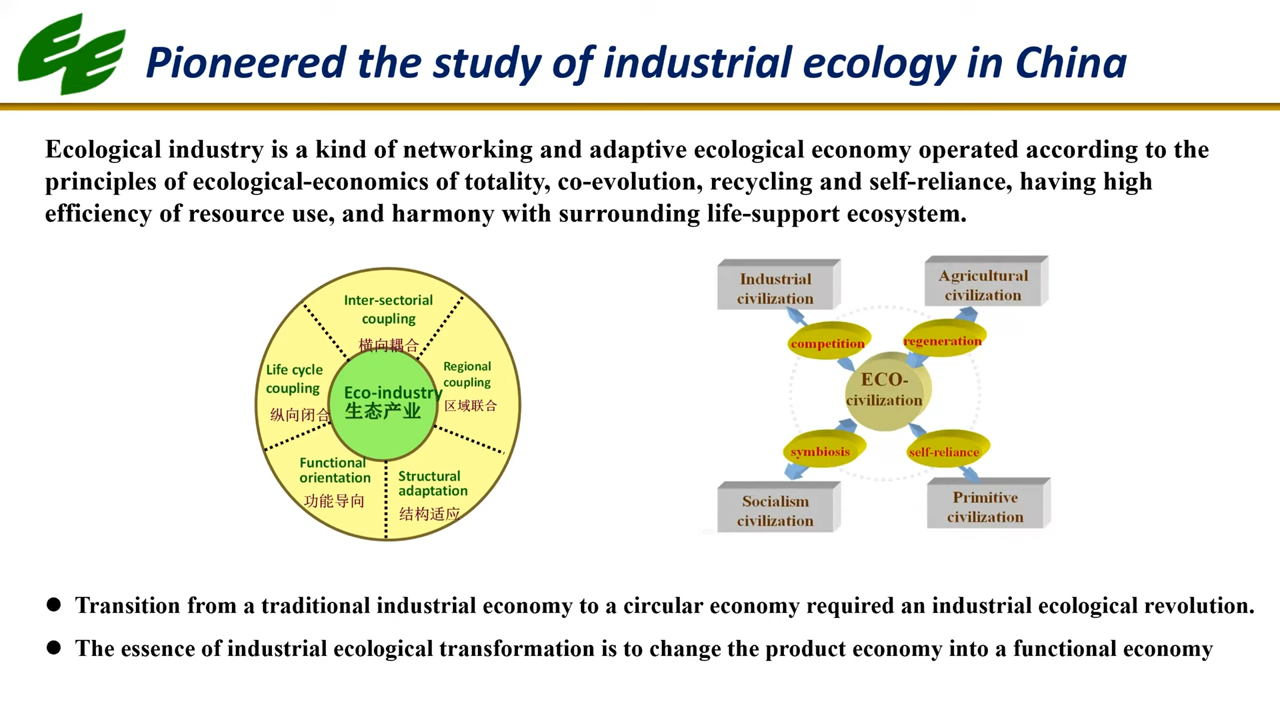 Pioneered the study of industrial ecology in China
Ecological industry is a kind of networking and adaptive ecological economy operated according to the
principles of ecological-economics of totality, co-evolution, recycling and self-reliance, having high
efficiency of resource use, and harmony with surrounding life-support ecosystem.
Inter-sectorial
coupling
横向耦合
Life cycle
coupling
纵向闭合
Eco-industry
生态产业
Regional
coupling
区域联合
Functional
orientation
功能导向
Structural
adaptation
结构适应
Industrial
civilization
Agricultural
civilization
competition
regeneration
ECO-
civilization
symbiosis
self-reliance
Socialism
civilization
Primitive
civilization
● Transition from a traditional industrial economy to a circular economy required an industrial ecological revolution.
● The essence of industrial ecological transformation is to change the product economy into a functional economy